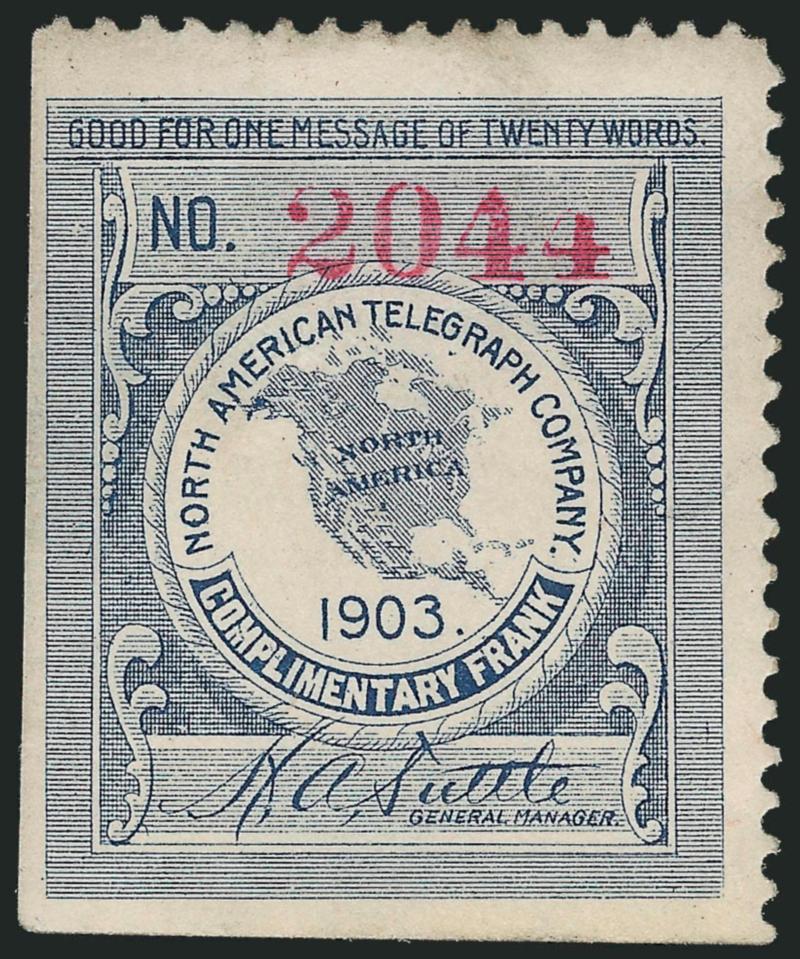 GOOD FOR ONE MESSAGE OF TWENTY WORDS.
NO. 2044
NORTH AMERICAN TELEGRAPH COMPANY.
NORTH
AMERICA
1903.
COMPLIMENTARY FRANK
H. A. Tuttle
GENERAL MANAGER.